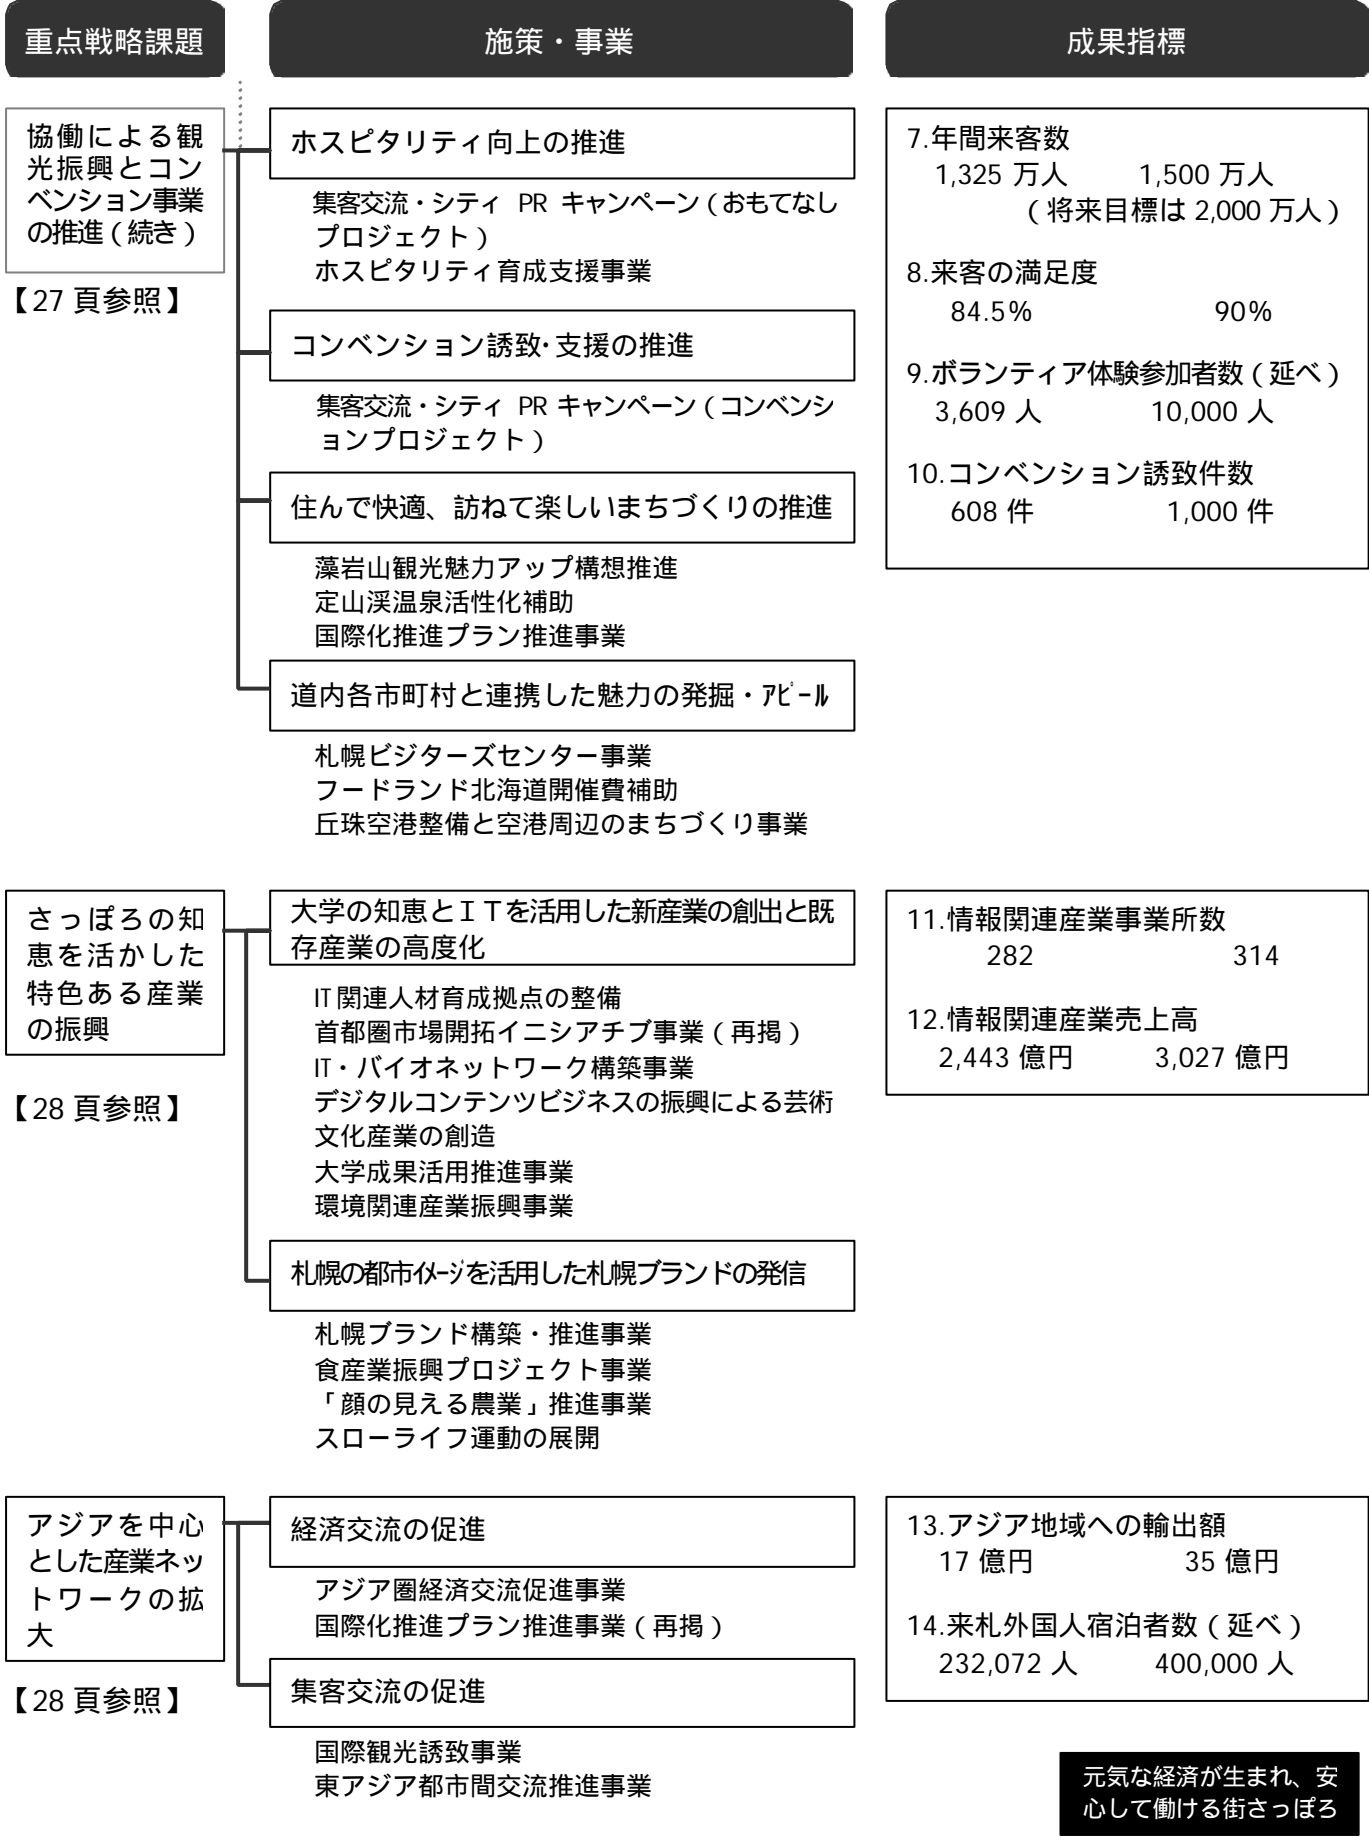 重点戦略課題
施策・事業
成果指標
協働による観
光振興とコン
ベンション事業
の推進(続き)
【27 頁参照】
ホスピタリティ向上の推進
集客交流・シティ PR キャンペーン(おもてなし
プロジェクト)
ホスピタリティ育成支援事業
コンベンション誘致・支援の推進
集客交流・シティ PR キャンペーン(コンベンシ
ョンプロジェクト)
住んで快適、訪ねて楽しいまちづくりの推進
藻岩山観光魅力アップ構想推進
定山渓温泉活性化補助
国際化推進プラン推進事業
道内各市町村と連携した魅力の発掘・アピール
札幌ビジターズセンター事業
フードランド北海道開催費補助
丘珠空港整備と空港周辺のまちづくり事業
7.年間来客数
1,325 万人 1,500 万人
(将来目標は 2,000 万人)
8.来客の満足度
84.5% 90%
9.ボランティア体験参加者数(延べ)
3,609 人 10,000 人
10.コンベンション誘致件数
608 件 1,000 件
さっぽろの知
恵を活かした
特色ある産業
の振興
【28 頁参照】
大学の知恵とITを活用した新産業の創出と既
存産業の高度化
IT関連人材育成拠点の整備
首都圏市場開拓イニシアチブ事業(再掲)
IT・バイオネットワーク構築事業
デジタルコンテンツビジネスの振興による芸術
文化産業の創造
大学成果活用推進事業
環境関連産業振興事業
札幌の都市イメージを活用した札幌ブランドの発信
札幌ブランド構築・推進事業
食産業振興プロジェクト事業
「顔の見える農業」推進事業
スローライフ運動の展開
11.情報関連産業事業所数
282 314
12.情報関連産業売上高
2,443 億円 3,027 億円
アジアを中心
とした産業ネッ
トワークの拡
大
【28 頁参照】
経済交流の促進
アジア圏経済交流促進事業
国際化推進プラン推進事業(再掲)
集客交流の促進
国際観光誘致事業
東アジア都市間交流推進事業
13.アジア地域への輸出額
17 億円 35 億円
14.来札外国人宿泊者数(延べ)
232,072 人 400,000 人
元気な経済が生まれ、安
心して働ける街さっぽろ